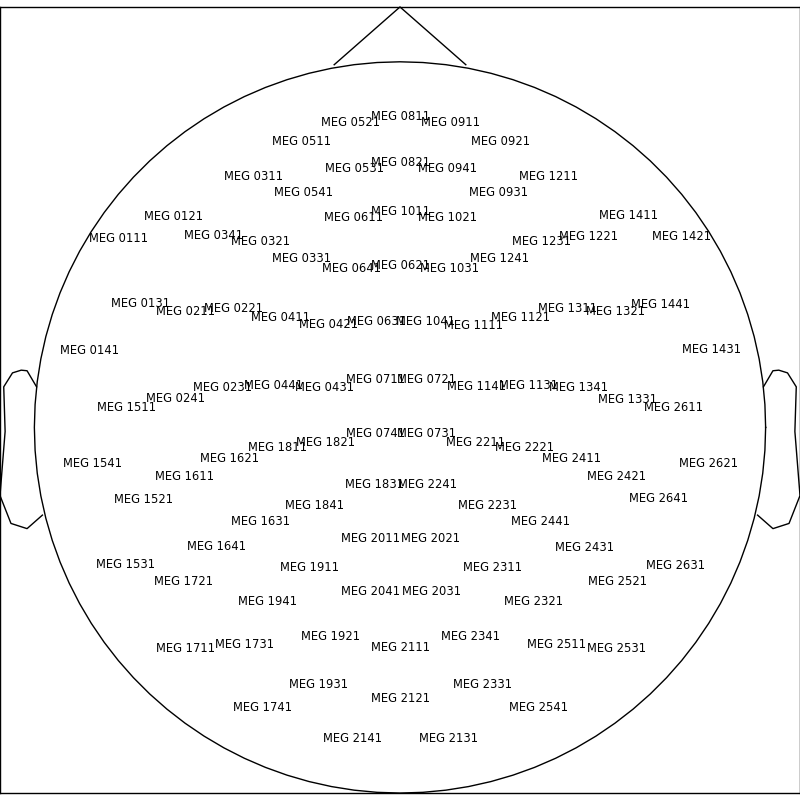 MEG 0811
MEG 0521
MEG 0911
MEG 0511
MEG 0921
MEG 0821
MEG 0531
MEG 0941
MEG 0311
MEG 1211
MEG 0541
MEG 0931
MEG 1011
MEG 0121
MEG 0611
MEG 1021
MEG 1411
MEG 0111
MEG 0341
MEG 0321
MEG 1231
MEG 1221
MEG 1421
MEG 0331
MEG 1241
MEG 0641
MEG 0621
MEG 1031
MEG 0131
MEG 0211
MEG 0221
MEG 0411
MEG 0421
MEG 0631
MEG 1041
MEG 1111
MEG 1121
MEG 1311
MEG 1321
MEG 1441
MEG 0141
MEG 1431
MEG 0711
MEG 0721
MEG 0231
MEG 0441
MEG 0431
MEG 1141
MEG 1131
MEG 1341
MEG 1511
MEG 0241
MEG 1331
MEG 2611
MEG 0741
MEG 0731
MEG 1811
MEG 1821
MEG 2211
MEG 2221
MEG 1541
MEG 1621
MEG 2411
MEG 2621
MEG 1611
MEG 2421
MEG 1831
MEG 2241
MEG 1521
MEG 2641
MEG 1841
MEG 2231
MEG 1631
MEG 2441
MEG 2011
MEG 2021
MEG 1641
MEG 2431
MEG 1531
MEG 1911
MEG 2311
MEG 2631
MEG 1721
MEG 2521
MEG 2041
MEG 2031
MEG 1941
MEG 2321
MEG 1921
MEG 2341
MEG 1711
MEG 1731
MEG 2111
MEG 2511
MEG 2531
MEG 1931
MEG 2331
MEG 2121
MEG 1741
MEG 2541
MEG 2141
MEG 2131